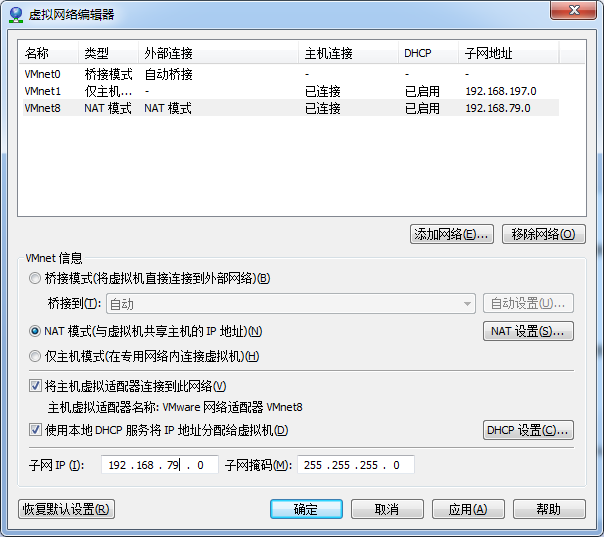 虚拟网络编辑器
名称 类型 外部连接 主机连接 DHCP 子网地址
VMnet0 桥接模式 自动桥接 - - -
VMnet1 仅主机... - 已连接 已启用 192.168.197.0
VMnet8 NAT 模式 NAT 模式 已连接 已启用 192.168.79.0
添加网络(E)... 移除网络(O)
VMnet 信息
桥接模式(将虚拟机直接连接到外部网络)(B)
桥接到(T): 自动 自动设置(U)...
NAT 模式(与虚拟机共享主机的 IP 地址)(N) NAT 设置(S)...
仅主机模式(在专用网络内连接虚拟机)(H)
将主机虚拟适配器连接到此网络(V)
主机虚拟适配器名称: VMware 网络适配器 VMnet8
使用本地 DHCP 服务将 IP 地址分配给虚拟机(D) DHCP 设置(C)...
子网 IP (I): 192 . 168 . 79 . 0 子网掩码(M): 255 . 255 . 255 . 0
恢复默认设置(R) 确定 取消 应用(A) 帮助